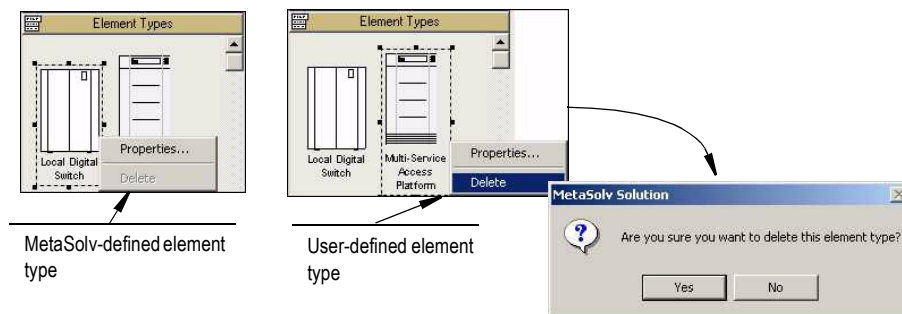 Element Types
Local Digital
Switch
Properties...
Delete
MetaSolv-defined element
type
Element Types
Local Digital
Switch
Multi-Service
Access
Platform
Properties...
Delete
User-defined element
type
MetaSolv Solution
Are you sure you want to delete this element type?
Yes
No